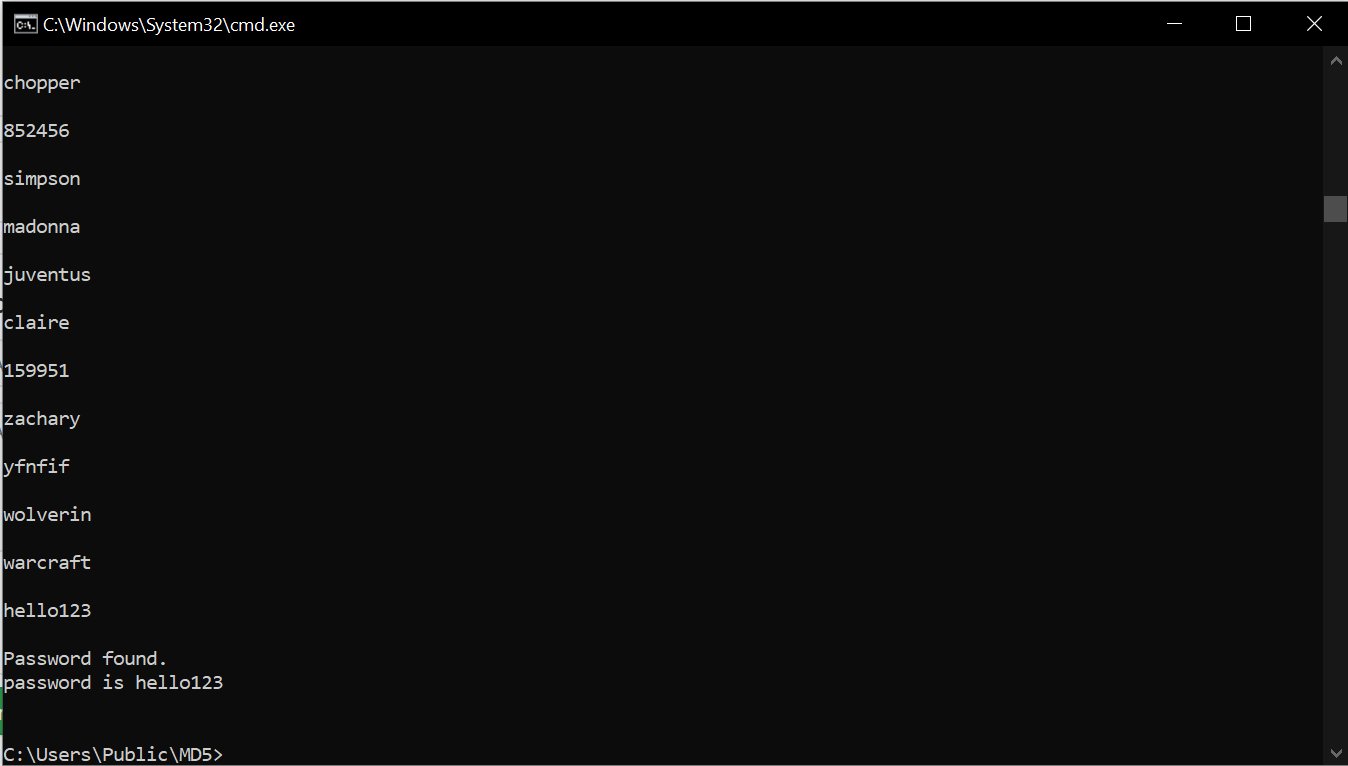 C:\Windows\System32\cmd.exe
chopper
852456
simpson
madonna
juventus
claire
159951
zachary
yfnfif
wolverin
warcraft
hello123
Password found.
password is hello123
C:\Users\Public\MD5>